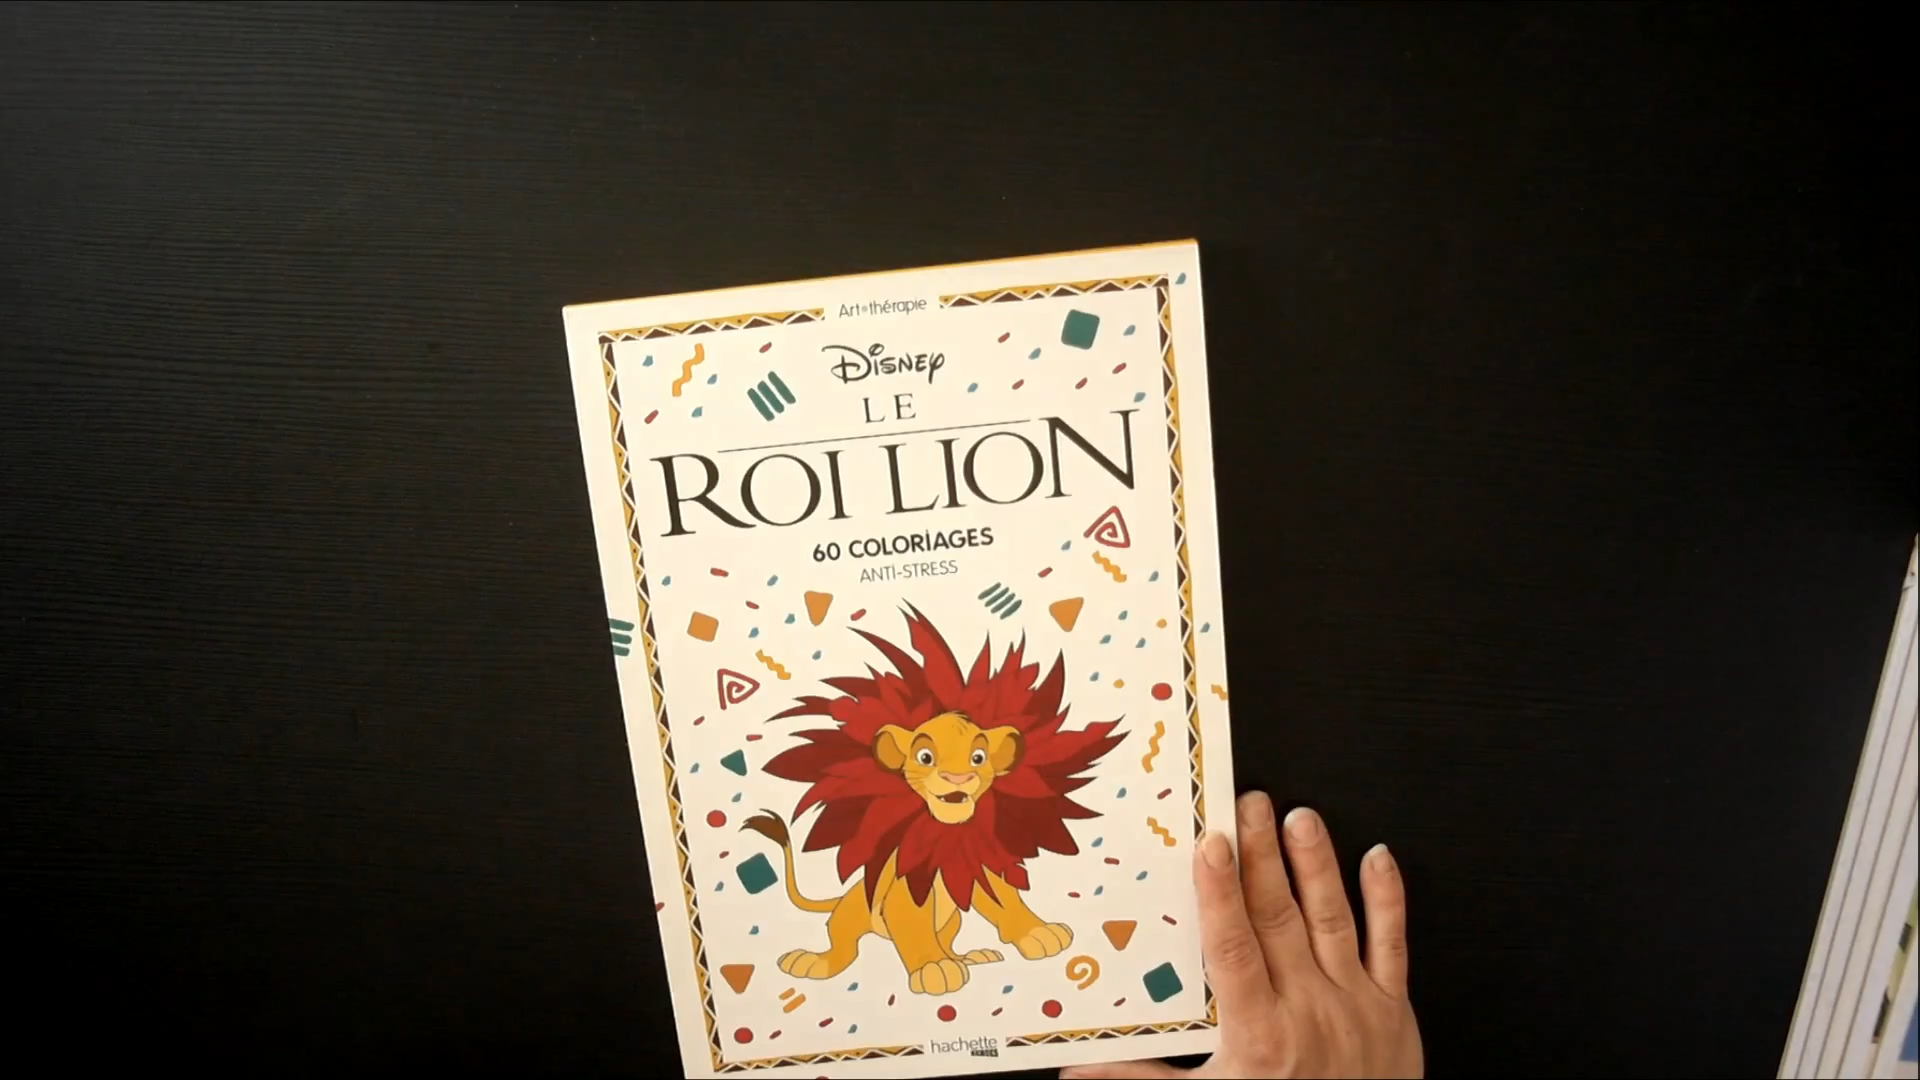 Art•thérapie
Disney
LE
ROI LION
60 COLORIAGES
ANTI-STRESS
hachette